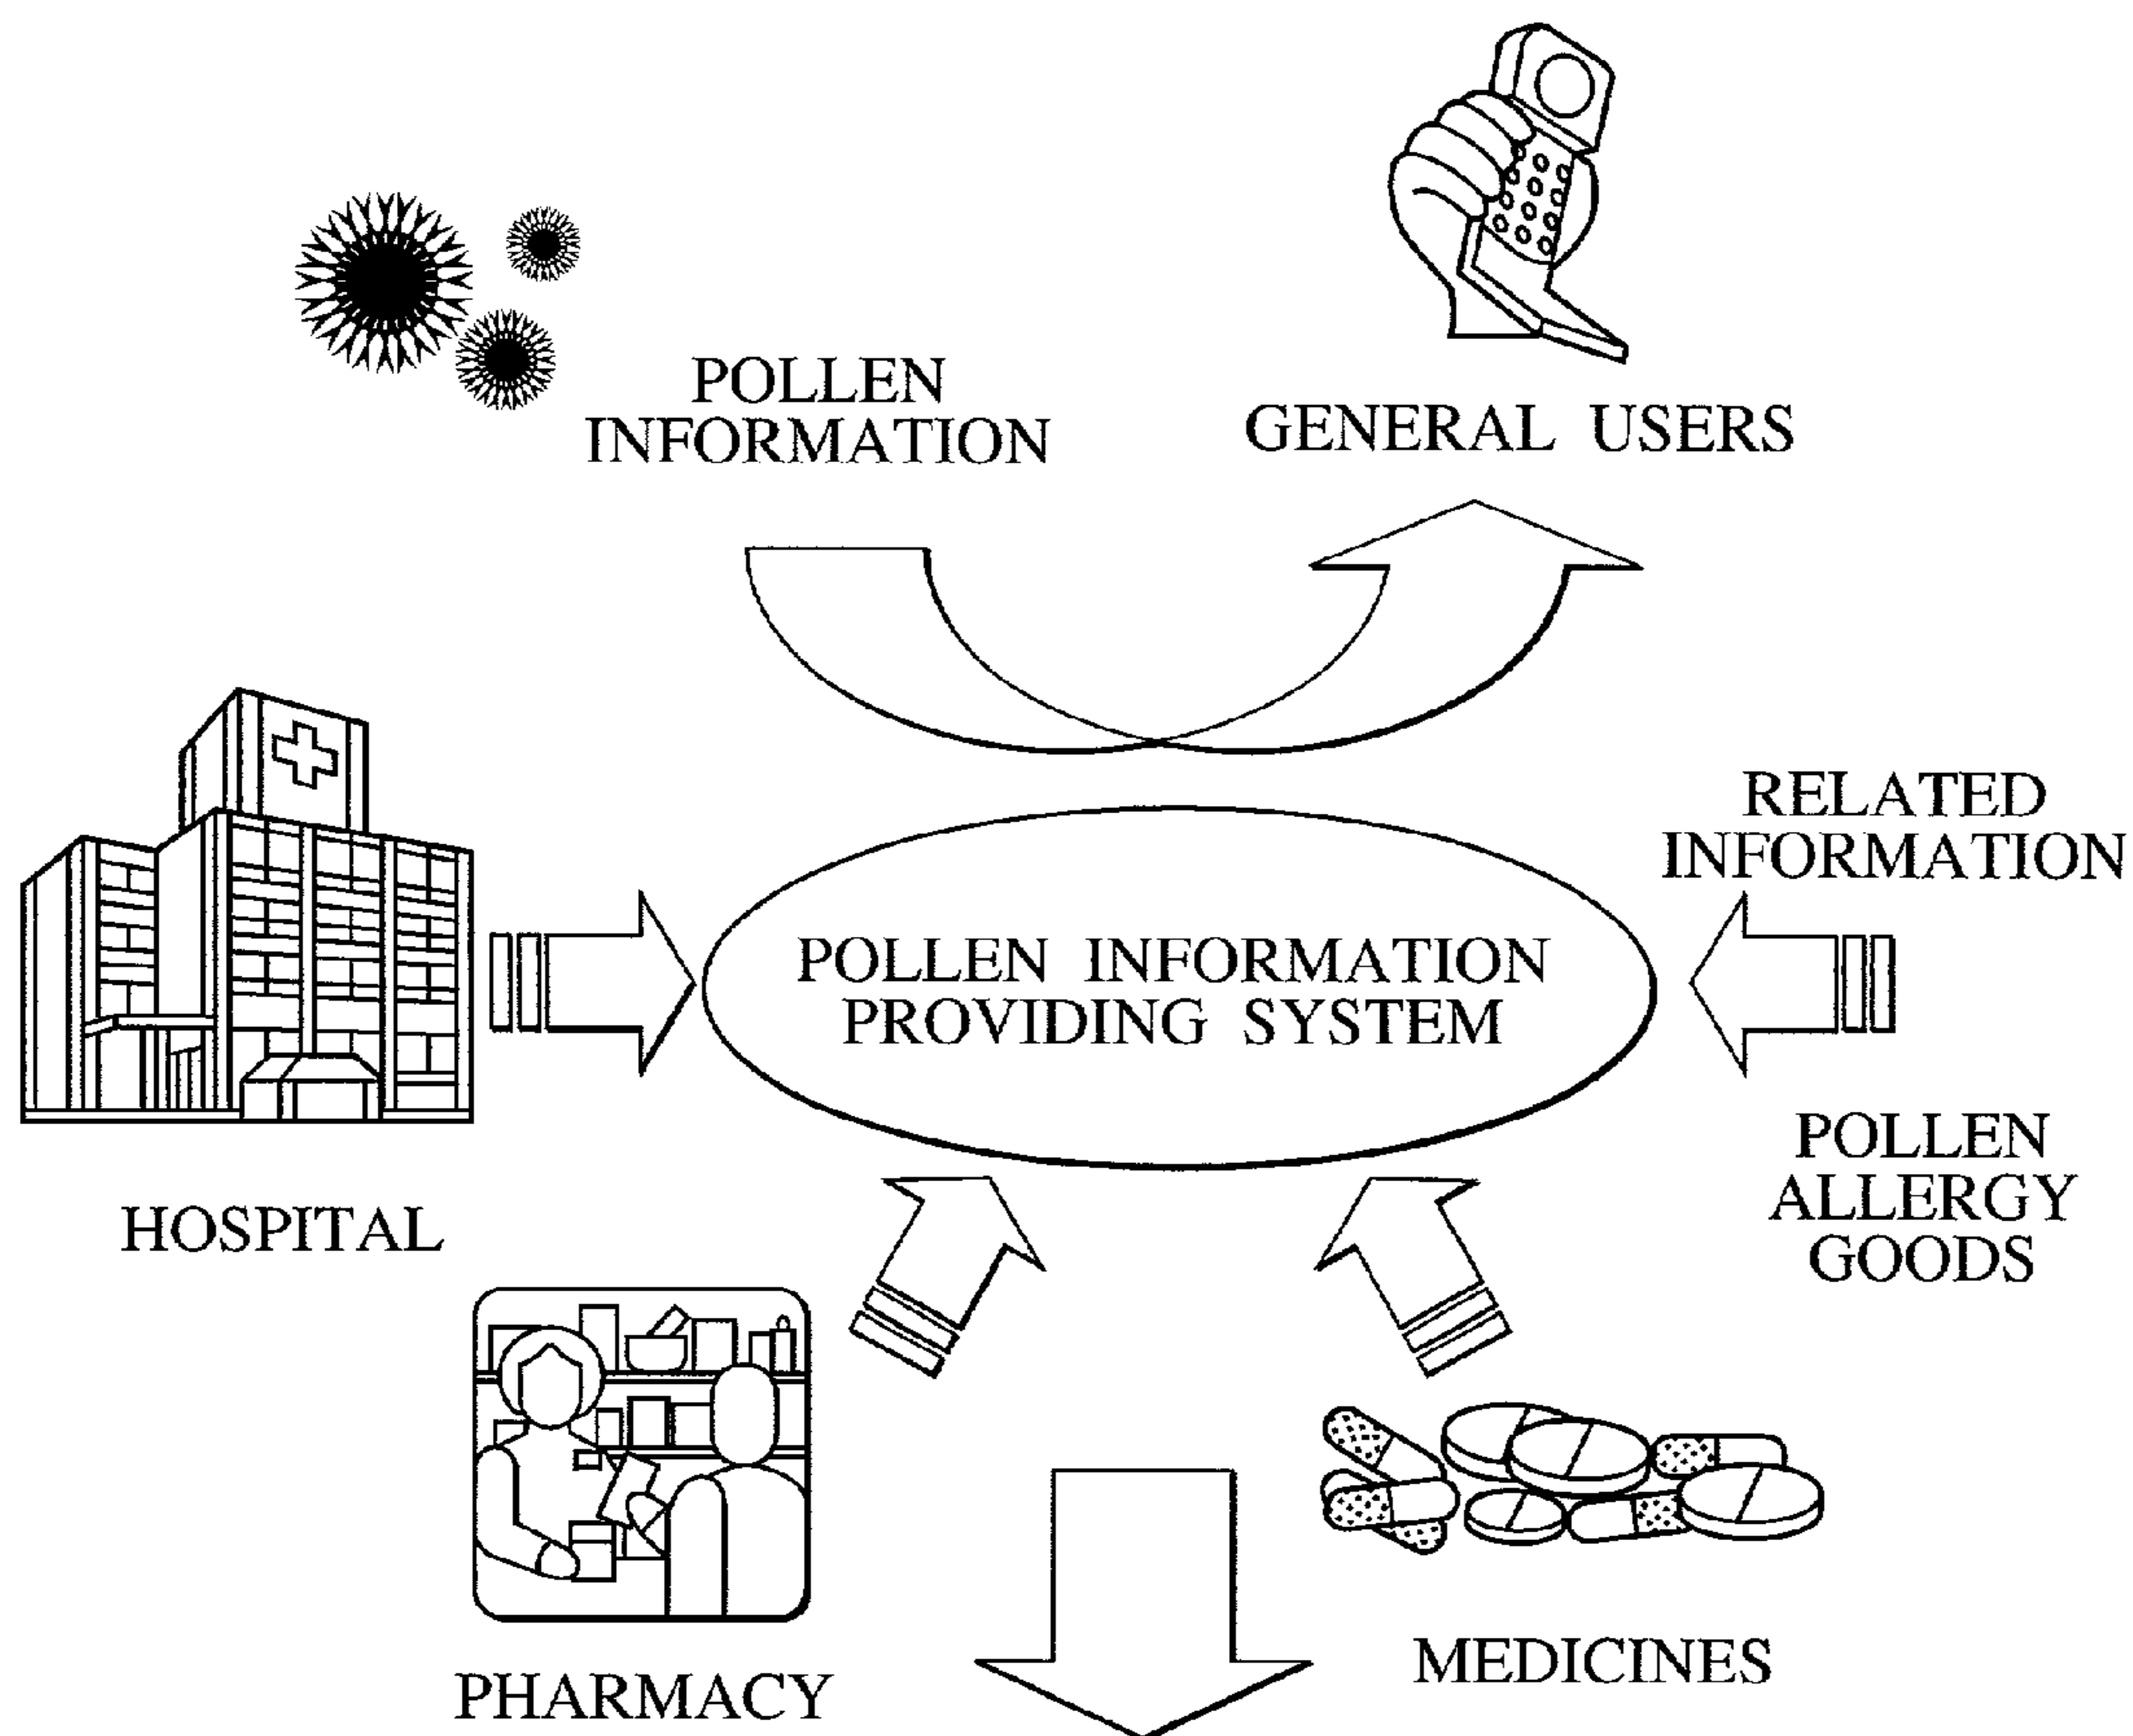 POLLEN
INFORMATION
GENERAL USERS
RELATED
INFORMATION
POLLEN INFORMATION
PROVIDING SYSTEM
HOSPITAL
POLLEN
ALLERGY
GOODS
PHARMACY
MEDICINES